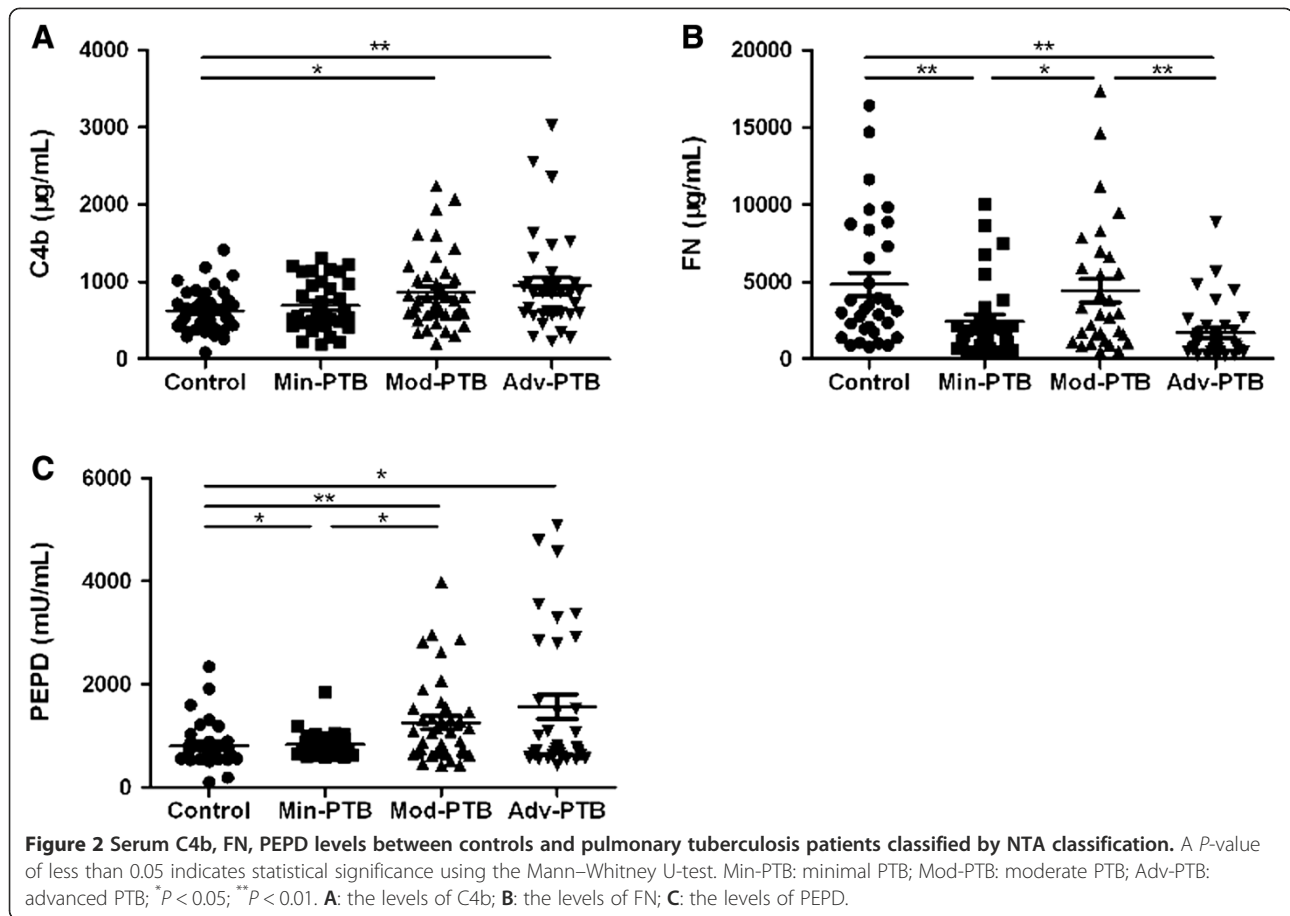 A
C4b (µg/mL)
4000
3000
2000
1000
0
**
*
Control Min-PTB Mod-PTB Adv-PTB
B
FN (µg/mL)
20000
15000
10000
5000
0
**
** * **
Control Min-PTB Mod-PTB Adv-PTB
C
PEPD (mU/mL)
6000
4000
2000
0
*
**
* *
Control Min-PTB Mod-PTB Adv-PTB
Figure 2 Serum C4b, FN, PEPD levels between controls and pulmonary tuberculosis patients classified by NTA classification. A P-value
of less than 0.05 indicates statistical significance using the Mann–Whitney U-test. Min-PTB: minimal PTB; Mod-PTB: moderate PTB; Adv-PTB:
advanced PTB; *P < 0.05; **P < 0.01. A: the levels of C4b; B: the levels of FN; C: the levels of PEPD.